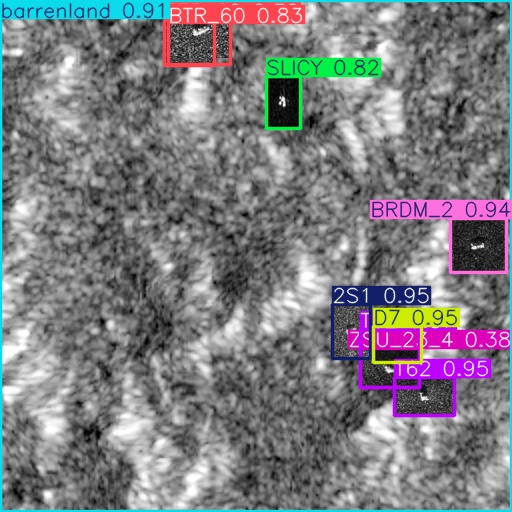 barrenland 0.91
BTR_60 0.83
SLICY 0.82
BRDM_2 0.94
2S1 0.95
D7 0.95
ZSU_23_4 0.38
T62 0.95